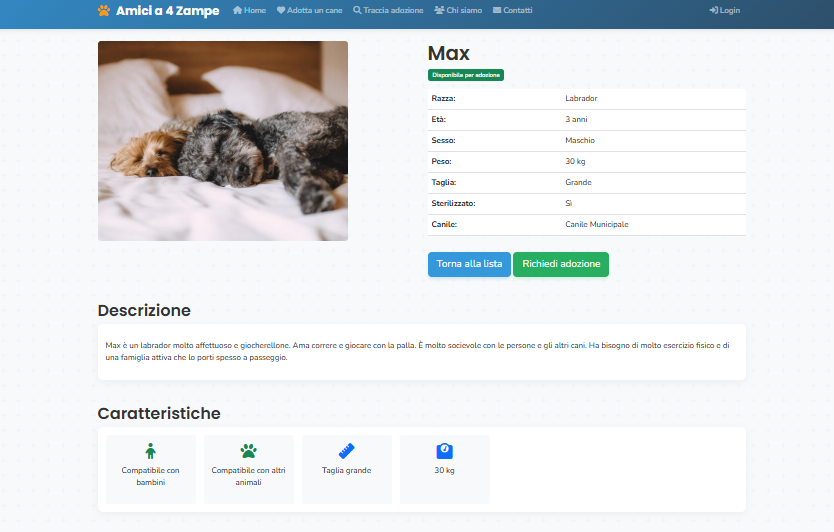 Amici a 4 Zampe Home Adotta un cane Traccia adozione Chi siamo Contatti Login
Max
Disponibile per adozione
Razza: Labrador
Età: 3 anni
Sesso: Maschio
Peso: 30 kg
Taglia: Grande
Sterilizzato: Sì
Canile: Canile Municipale
Torna alla lista Richiedi adozione
Descrizione
Max è un labrador molto affettuoso e giocherellone. Ama correre e giocare con la palla. È molto socievole con le persone e gli altri cani. Ha bisogno di molto esercizio fisico e di
una famiglia attiva che lo porti spesso a passeggio.
Caratteristiche
Compatibile con
bambini
Compatibile con altri
animali
Taglia grande
30 kg